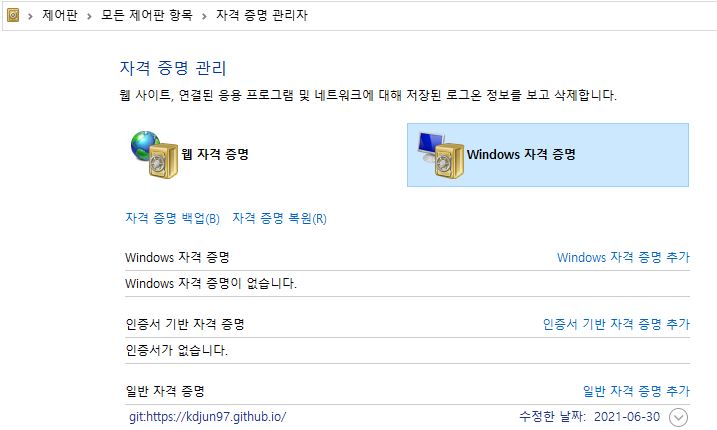 제어판 > 모든 제어판 항목 > 자격 증명 관리자
자격 증명 관리
웹 사이트, 연결된 응용 프로그램 및 네트워크에 대해 저장된 로그온 정보를 보고 삭제합니다.
웹 자격 증명 Windows 자격 증명
자격 증명 백업(B) 자격 증명 복원(R)
Windows 자격 증명 Windows 자격 증명 추가
Windows 자격 증명이 없습니다.
인증서 기반 자격 증명 인증서 기반 자격 증명 추가
인증서가 없습니다.
일반 자격 증명 일반 자격 증명 추가
git:https://kdjun97.github.io/ 수정한 날짜: 2021-06-30